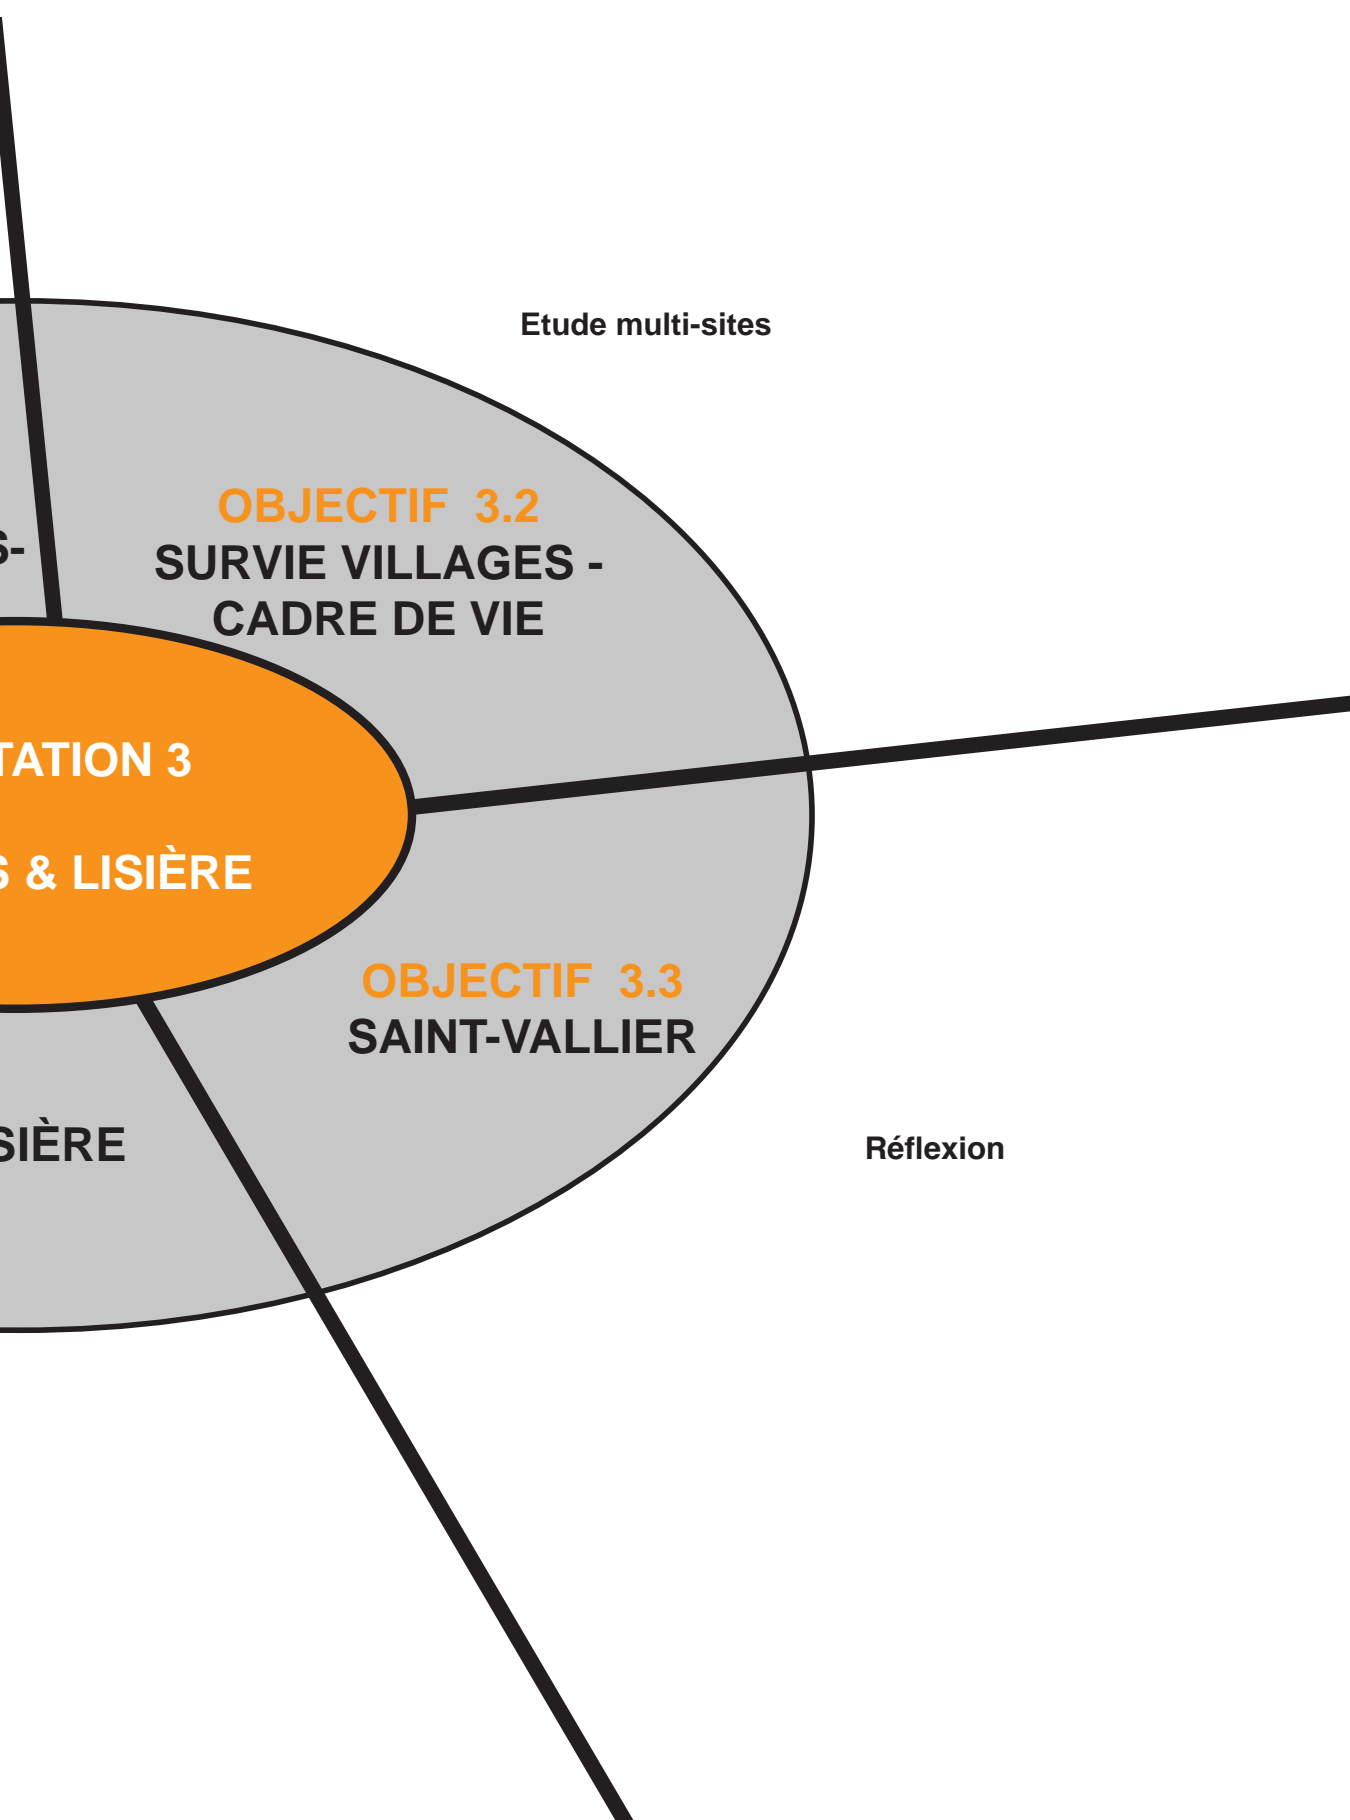 Etude multi-sites
OBJECTIF 3.2
SURVIE VILLAGES -
CADRE DE VIE
TATION 3
S & LISIÈRE
OBJECTIF 3.3
SAINT-VALLIER
SIÈRE
Réflexion